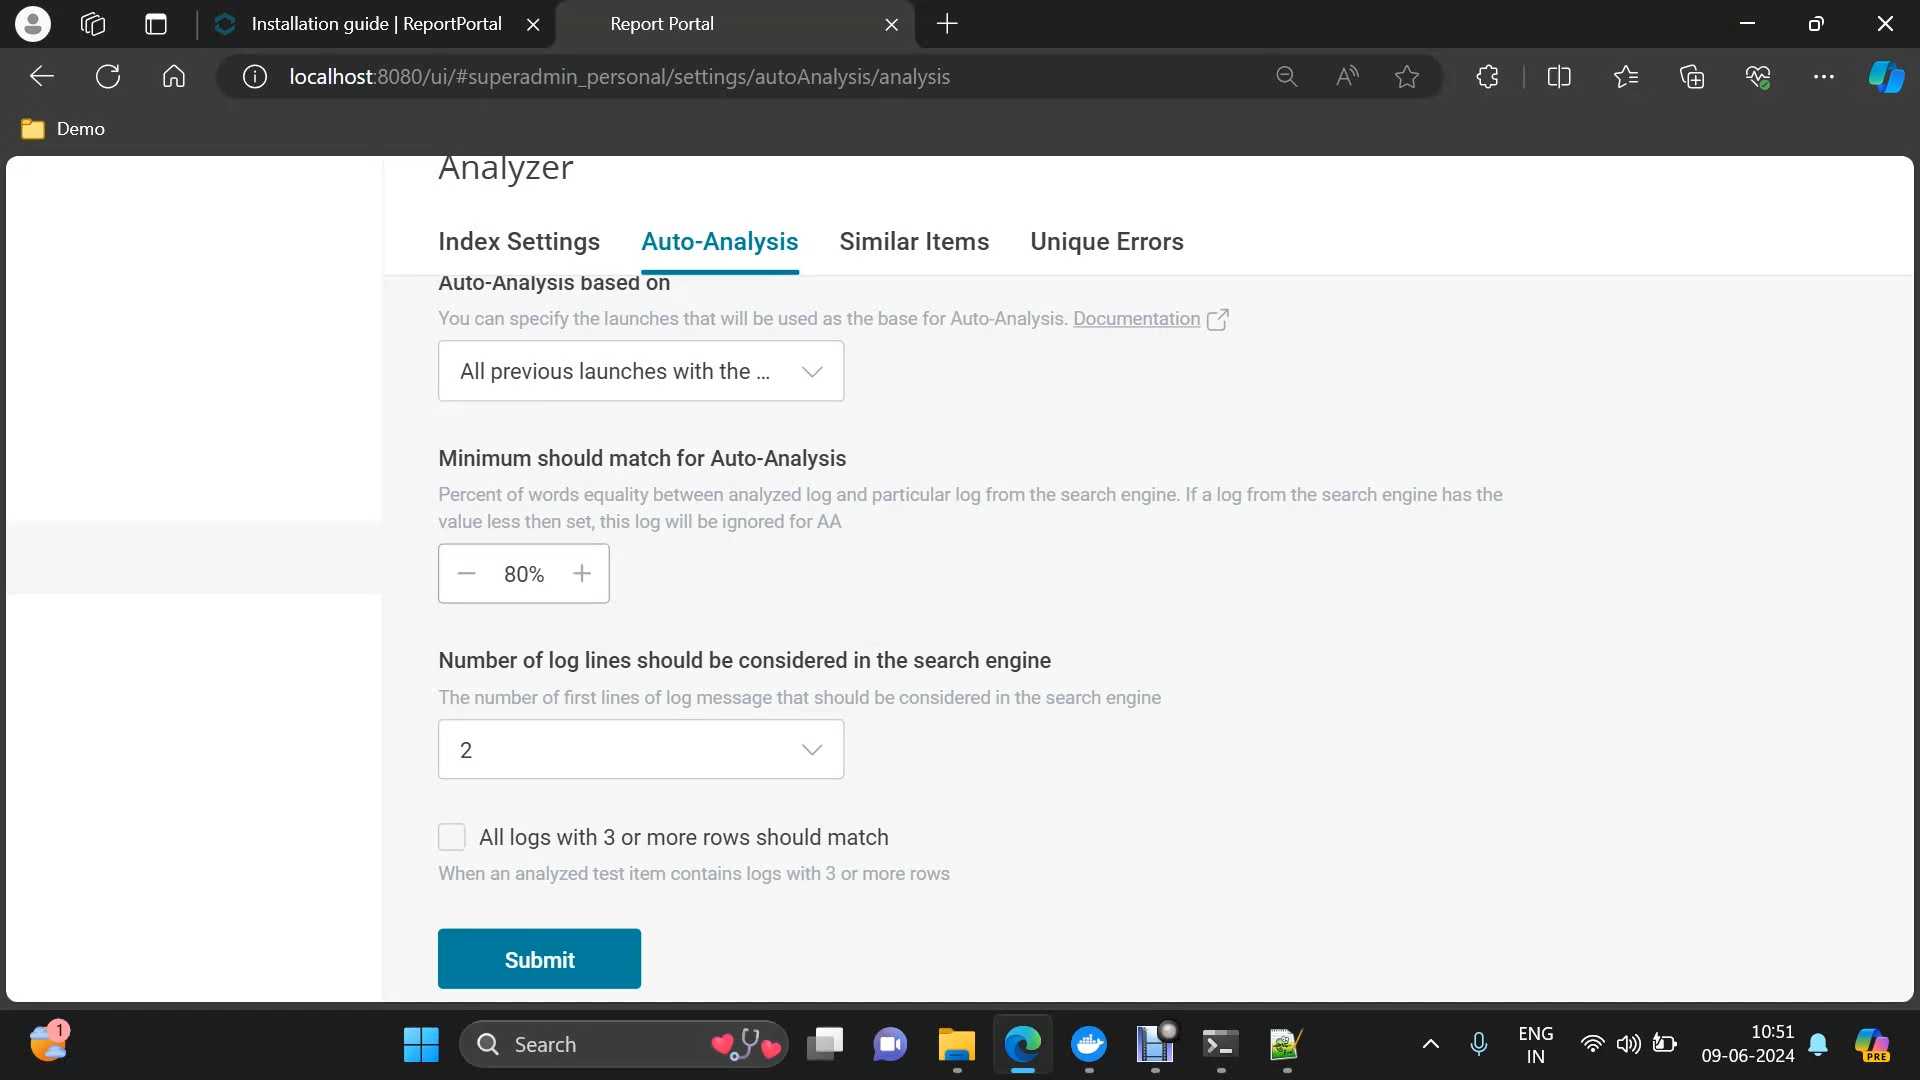 Installation guide | ReportPortal
Report Portal
localhost:8080/ui/#superadmin_personal/settings/autoAnalysis/analysis
Demo
Analyzer
Index Settings
Auto-Analysis
Similar Items
Unique Errors
Auto-Analysis based on
You can specify the launches that will be used as the base for Auto-Analysis. Documentation
All previous launches with the ...
Minimum should match for Auto-Analysis
Percent of words equality between analyzed log and particular log from the search engine. If a log from the search engine has the
value less then set, this log will be ignored for AA
80%
Number of log lines should be considered in the search engine
The number of first lines of log message that should be considered in the search engine
2
All logs with 3 or more rows should match
When an analyzed test item contains logs with 3 or more rows
Submit
1
Search
ENG
IN
10:51
09-06-2024
PRE